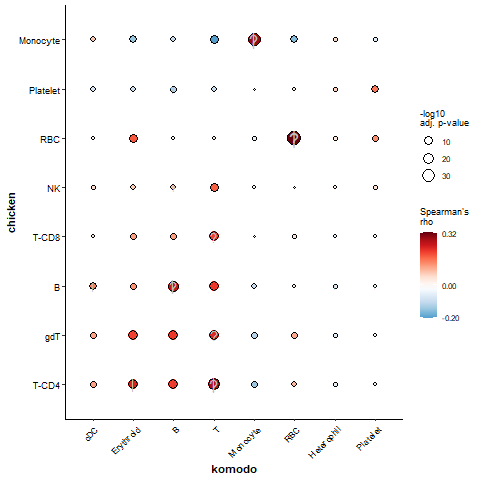 Monocyte
Platelet
RBC
NK
T-CD8
B
gdT
T-CD4
chicken
cDC
Erythroid
B
T
Monocyte
RBC
Heterophil
Platelet
komodo
-log10
adj. p-value
10
20
30
Spearman's
rho
0.32
0.00
-0.20